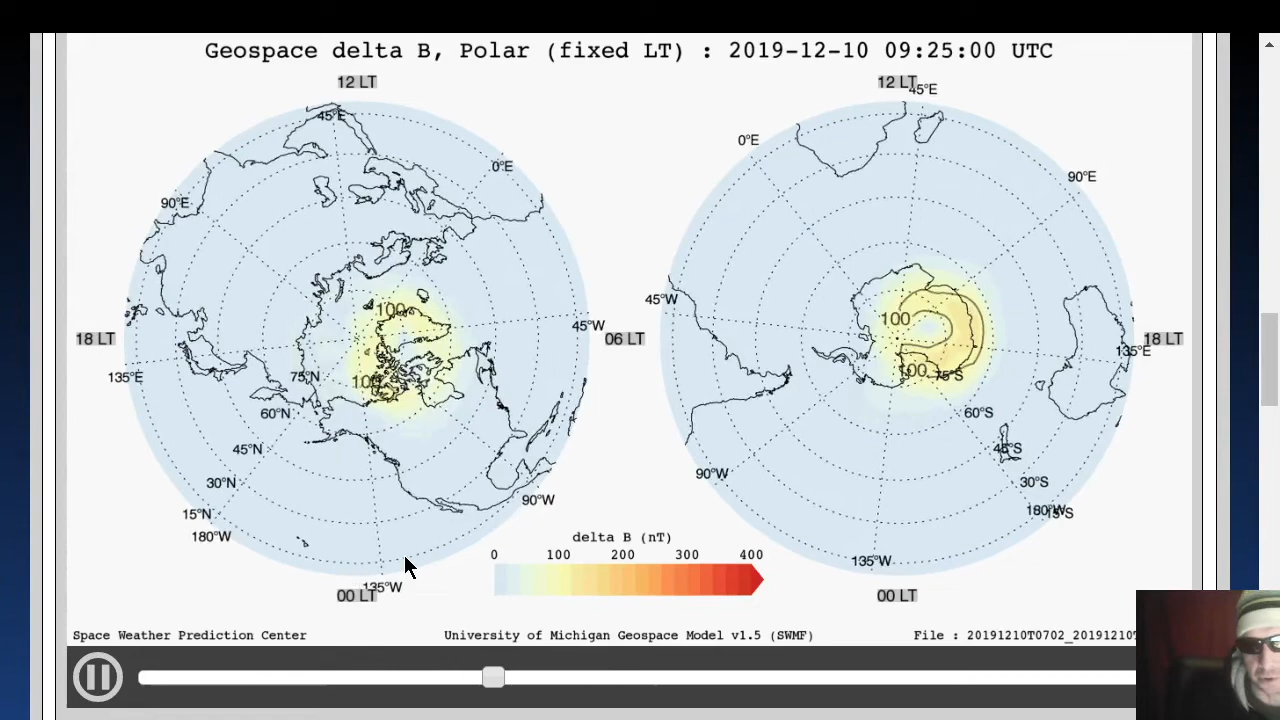 Geospace delta B, Polar (fixed LT) : 2019-12-10 09:25:00 UTC
12 LT
45°E
0°E
90°E
18 LT
135°E
45°W
06 LT
100
100
75°N
60°N
45°N
30°N
15°N
180°W
90°W
135°W
00 LT
12 LT
45°E
0°E
90°E
45°W
18 LT
135°E
100
100
75°S
60°S
45°S
30°S
180°W
15°S
90°W
135°W
00 LT
delta B (nT)
0 100 200 300 400
Space Weather Prediction Center University of Michigan Geospace Model v1.5 (SWMF) File : 20191210T0702_20191210T